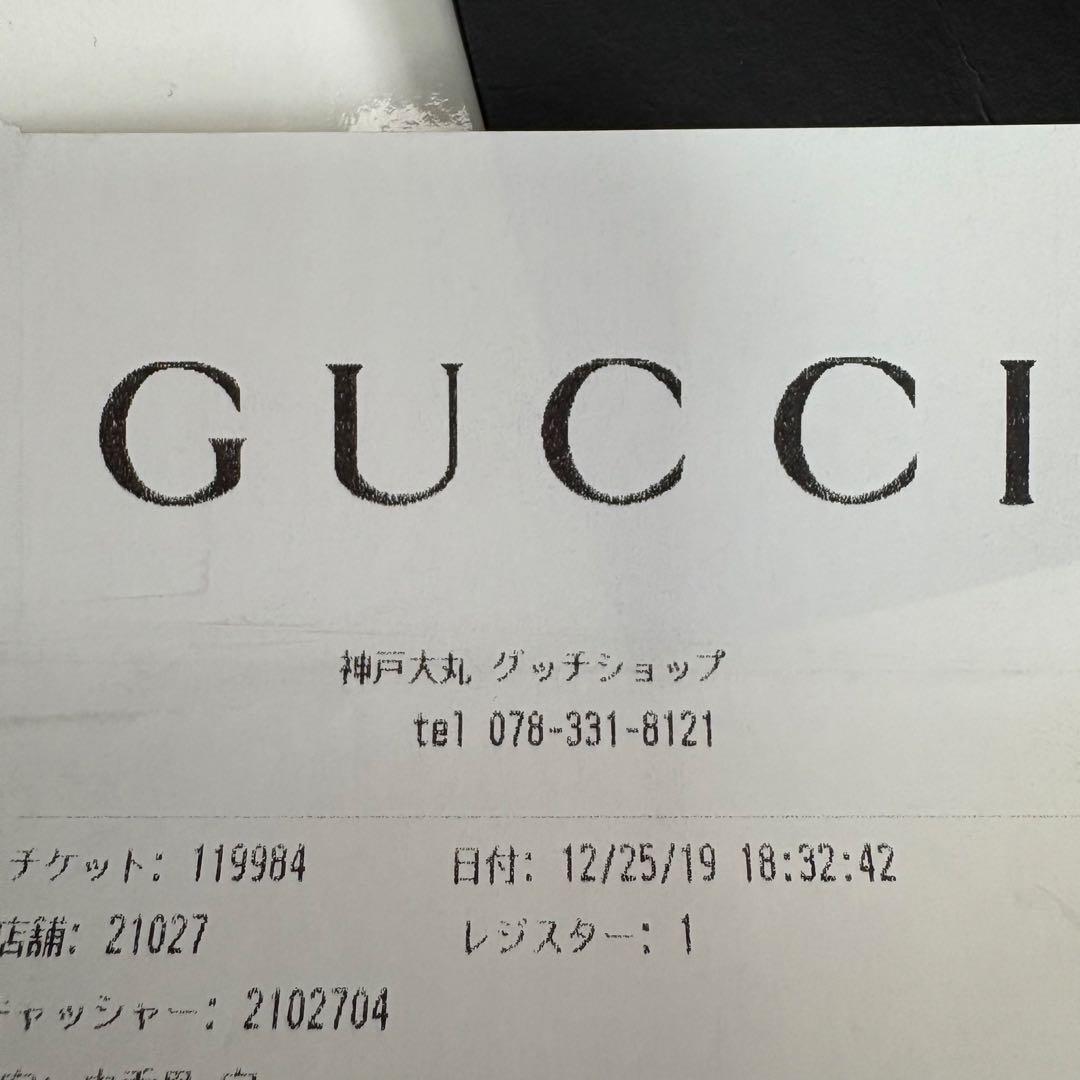 GUCCI
神戸大丸 グッチショップ
tel 078-331-8121
チケット: 119984 日付: 12/25/19 18:32:42
店舗: 21027 レジスター: 1
キャッシャー: 2102704